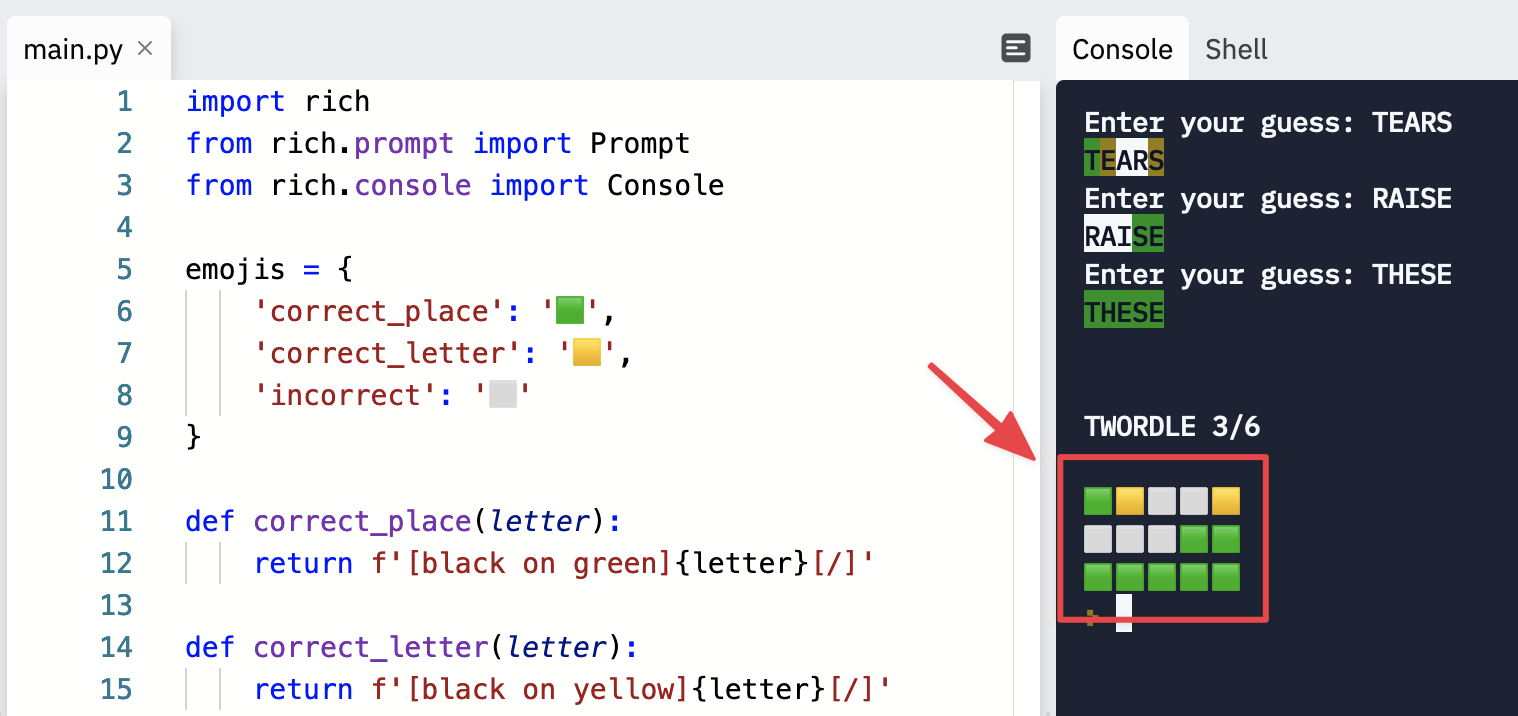 main.py ×
1 import rich
2 from rich.prompt import Prompt
3 from rich.console import Console
4
5 emojis = {
6     'correct_place': '🟩',
7     'correct_letter': '🟨',
8     'incorrect': '⬜'
9 }
10
11 def correct_place(letter):
12     return f'[black on green]{letter}[/]'
13
14 def correct_letter(letter):
15     return f'[black on yellow]{letter}[/]'
Console Shell
Enter your guess: TEARS
TEARS
Enter your guess: RAISE
RAISE
Enter your guess: THESE
THESE
TWORDLE 3/6
🟩🟨⬜⬜🟨
⬜⬜⬜🟩🟩
🟩🟩🟩🟩🟩